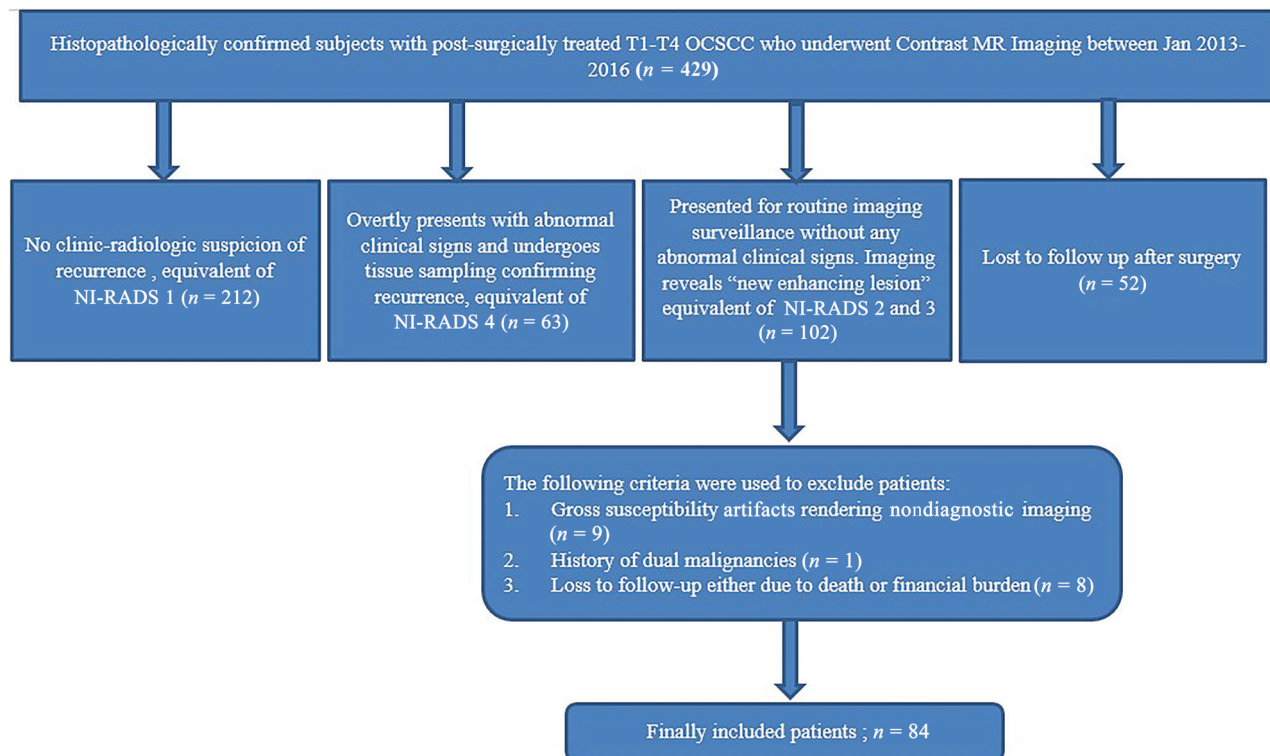 Histopathologically confirmed subjects with post-surgically treated T1-T4 OCSCC who underwent Contrast MR Imaging between Jan 2013-
2016 (n = 429)
No clinic-radiologic suspicion of
recurrence , equivalent of
NI-RADS 1 (n = 212)
Overtly presents with abnormal
clinical signs and undergoes
tissue sampling confirming
recurrence, equivalent of
NI-RADS 4 (n = 63)
Presented for routine imaging
surveillance without any
abnormal clinical signs. Imaging
reveals “new enhancing lesion”
equivalent of NI-RADS 2 and 3
(n = 102)
Lost to follow up after surgery
(n = 52)
The following criteria were used to exclude patients:
1. Gross susceptibility artifacts rendering nondiagnostic imaging
(n = 9)
2. History of dual malignancies (n = 1)
3. Loss to follow-up either due to death or financial burden (n = 8)
Finally included patients ; n = 84